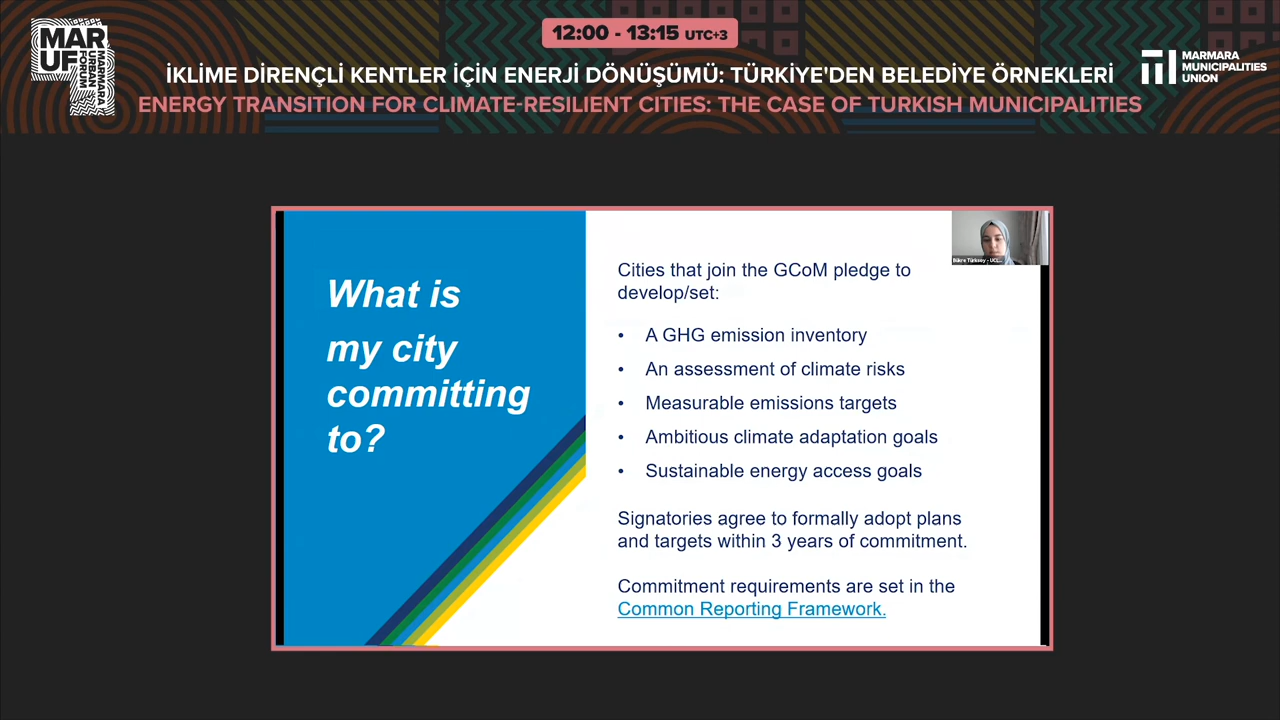 MAR
UF
MARMARA
URBAN
FORUM
12:00 - 13:15 UTC+3
İKLİME DİRENÇLİ KENTLER İÇİN ENERJİ DÖNÜŞÜMÜ: TÜRKİYE'DEN BELEDİYE ÖRNEKLERİ
ENERGY TRANSITION FOR CLIMATE-RESILIENT CITIES: THE CASE OF TURKISH MUNICIPALITIES
MARMARA
MUNICIPALITIES
UNION
What is
my city
committing
to?
Cities that join the GCoM pledge to
develop/set:
• A GHG emission inventory
• An assessment of climate risks
• Measurable emissions targets
• Ambitious climate adaptation goals
• Sustainable energy access goals
Signatories agree to formally adopt plans
and targets within 3 years of commitment.
Commitment requirements are set in the
Common Reporting Framework.